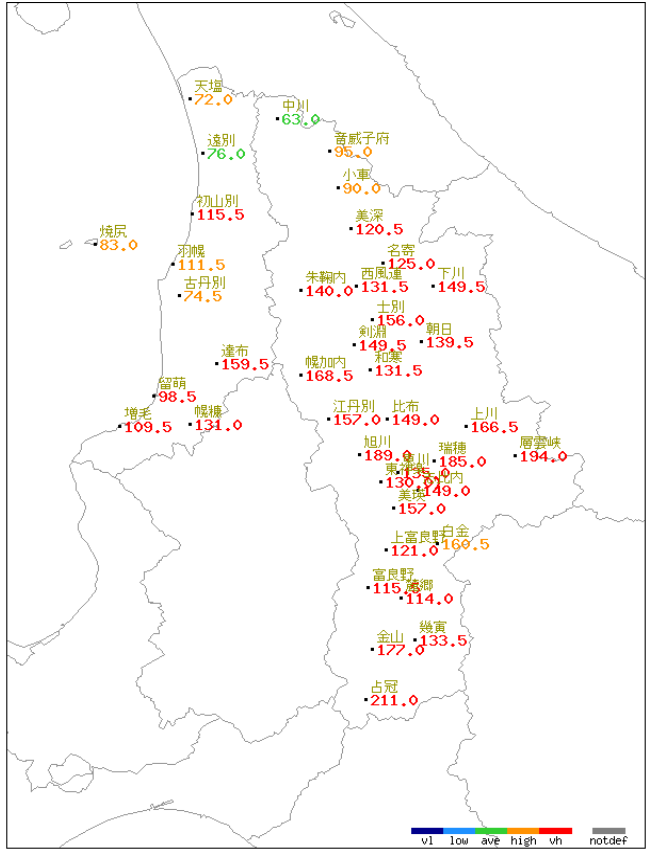 天塩
72.0
中川
63.0
音威子府
95.0
遠別
76.0
小車
90.0
初山別
115.5
美深
120.5
焼尻
83.0
羽幌
111.5
名寄
125.0
古丹別
74.5
朱鞠内
140.0
西風連
131.5
下川
149.5
士別
156.0
剣淵
149.5
朝日
139.5
達布
159.5
幌加内
168.5
和寒
131.5
留萌
98.5
増毛
109.5
幌糠
131.0
江丹別
157.0
比布
149.0
上川
166.5
旭川
189.0
瑞穂
185.0
層雲峡
194.0
東川
135.0
130.0
149.0
美瑛
157.0
上富良野
121.0
白金
160.5
富良野
115.5
麓郷
114.0
幾寅
133.5
金山
177.0
占冠
211.0
vl low ave high vh notdef